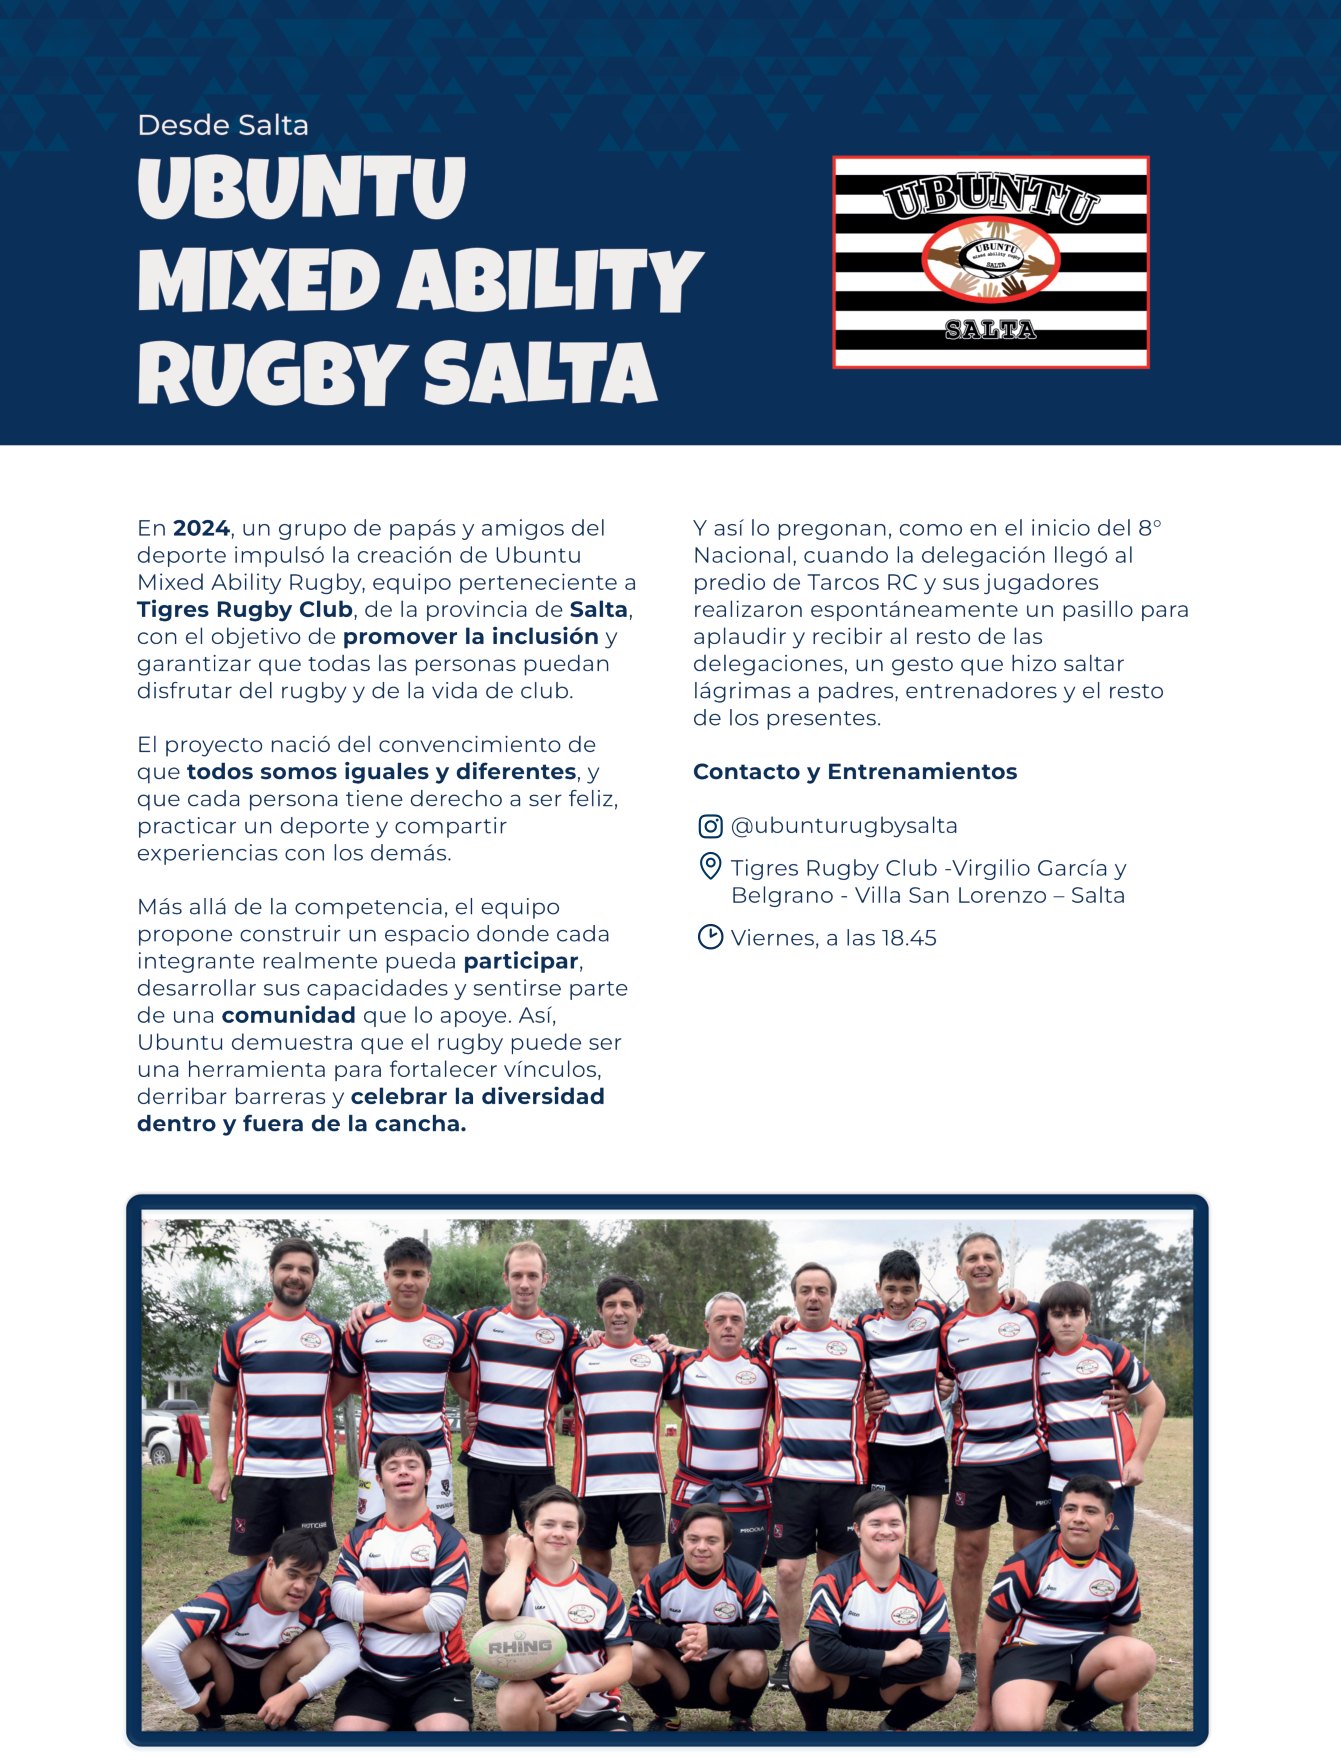 Desde Salta
UBUNTU
MIXED ABILITY
RUGBY SALTA
UBUNTU
UBUNTU
mixed ability rugby
SALTA
SALTA
En 2024, un grupo de papás y amigos del
deporte impulsó la creación de Ubuntu
Mixed Ability Rugby, equipo perteneciente a
Tigres Rugby Club, de la provincia de Salta,
con el objetivo de promover la inclusión y
garantizar que todas las personas puedan
disfrutar del rugby y de la vida de club.
El proyecto nació del convencimiento de
que todos somos iguales y diferentes, y
que cada persona tiene derecho a ser feliz,
practicar un deporte y compartir
experiencias con los demás.
Más allá de la competencia, el equipo
propone construir un espacio donde cada
integrante realmente pueda participar,
desarrollar sus capacidades y sentirse parte
de una comunidad que lo apoye. Así,
Ubuntu demuestra que el rugby puede ser
una herramienta para fortalecer vínculos,
derribar barreras y celebrar la diversidad
dentro y fuera de la cancha.
Y así lo pregonan, como en el inicio del 8°
Nacional, cuando la delegación llegó al
predio de Tarcos RC y sus jugadores
realizaron espontáneamente un pasillo para
aplaudir y recibir al resto de las
delegaciones, un gesto que hizo saltar
lágrimas a padres, entrenadores y el resto
de los presentes.
Contacto y Entrenamientos
@ubunturugbysalta
Tigres Rugby Club -Virgilio García y
Belgrano - Villa San Lorenzo – Salta
Viernes, a las 18.45
RHING